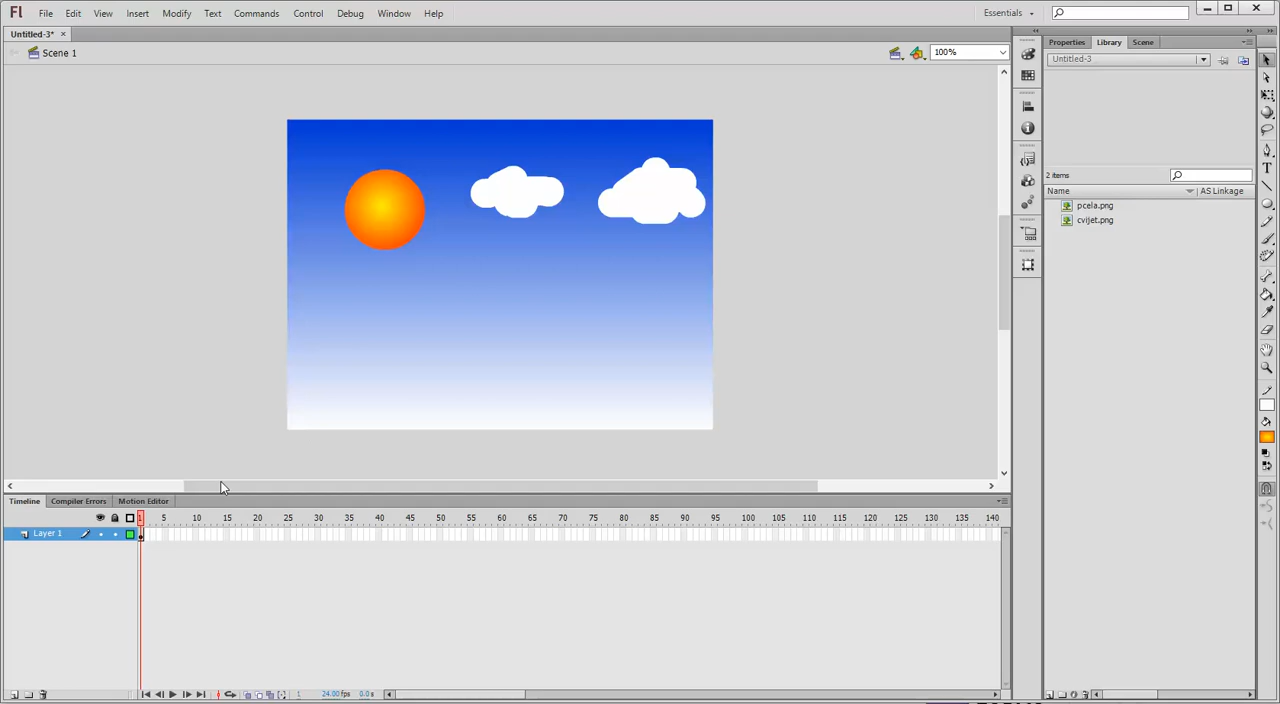 Fl File Edit View Insert Modify Text Commands Control Debug Window Help Essentials
Untitled-3* ×
Scene 1 100%
Properties Library Scene
Untitled-3
2 items
Name AS Linkage
pcela.png
cvijet.png
Timeline Compiler Errors Motion Editor
1 5 10 15 20 25 30 35 40 45 50 55 60 65 70 75 80 85 90 95 100 105 110 115 120 125 130 135 140
Layer 1
1 24.00 fps 0.0 s